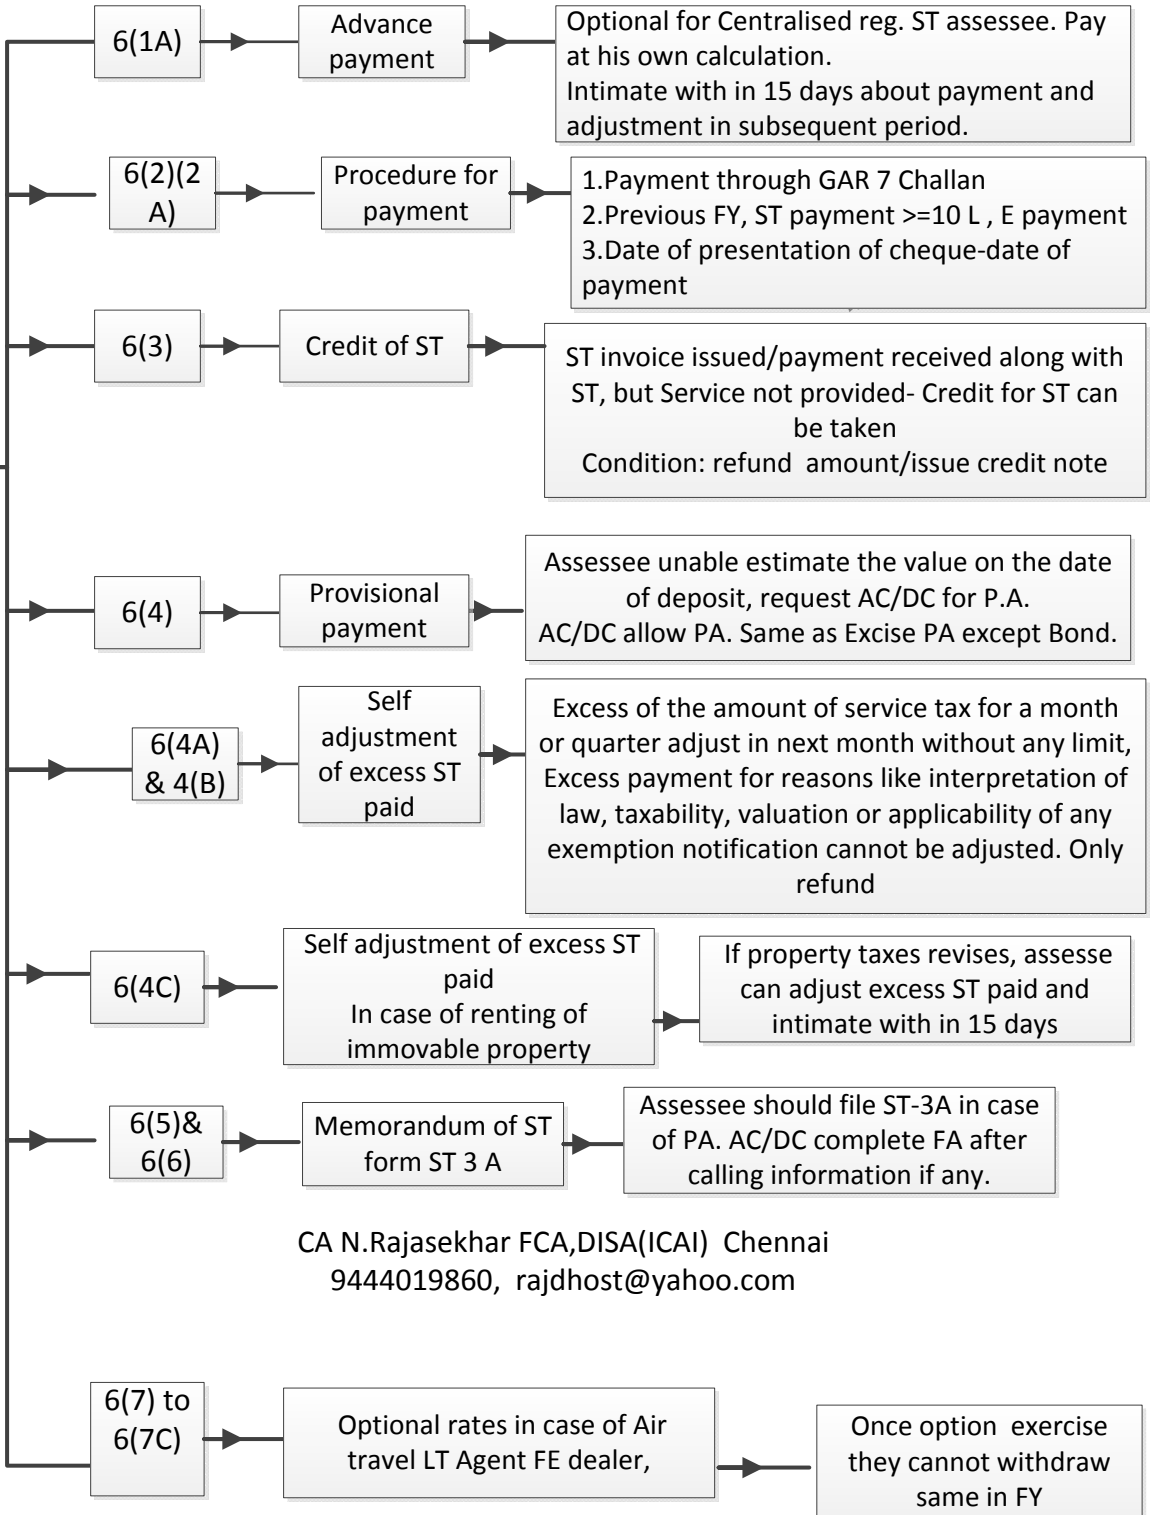 6(1A)
Advance
payment
Optional for Centralised reg. ST assessee. Pay
at his own calculation.
Intimate with in 15 days about payment and
adjustment in subsequent period.
6(2)(2
A)
Procedure for
payment
1.Payment through GAR 7 Challan
2.Previous FY, ST payment >=10 L , E payment
3.Date of presentation of cheque-date of
payment
6(3)
Credit of ST
ST invoice issued/payment received along with
ST, but Service not provided- Credit for ST can
be taken
Condition: refund amount/issue credit note
6(4)
Provisional
payment
Assessee unable estimate the value on the date
of deposit, request AC/DC for P.A.
AC/DC allow PA. Same as Excise PA except Bond.
6(4A)
& 4(B)
Self
adjustment
of excess ST
paid
Excess of the amount of service tax for a month
or quarter adjust in next month without any limit,
Excess payment for reasons like interpretation of
law, taxability, valuation or applicability of any
exemption notification cannot be adjusted. Only
refund
6(4C)
Self adjustment of excess ST
paid
In case of renting of
immovable property
If property taxes revises, assesse
can adjust excess ST paid and
intimate with in 15 days
6(5)&
6(6)
Memorandum of ST
form ST 3 A
Assessee should file ST-3A in case
of PA. AC/DC complete FA after
calling information if any.
CA N.Rajasekhar FCA,DISA(ICAI) Chennai
9444019860, rajdhost@yahoo.com
6(7) to
6(7C)
Optional rates in case of Air
travel LT Agent FE dealer,
Once option exercise
they cannot withdraw
same in FY